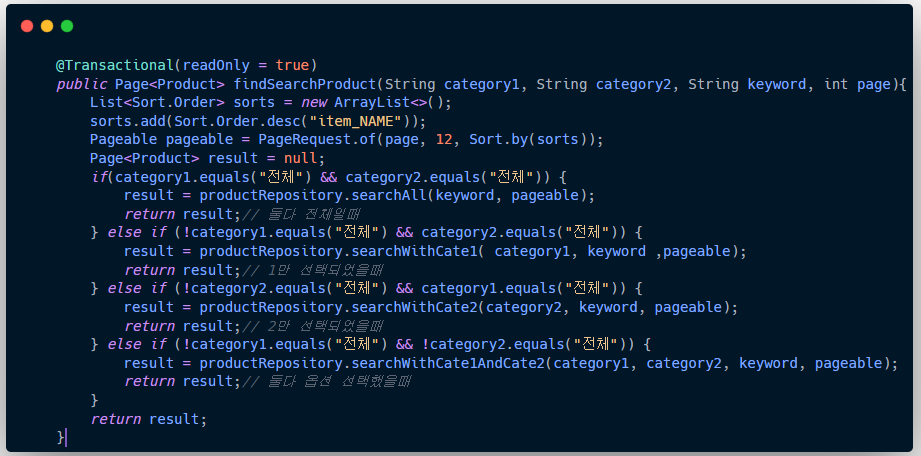 @Transactional(readOnly = true)
public Page<Product> findSearchProduct(String category1, String category2, String keyword, int page){
    List<Sort.Order> sorts = new ArrayList<>();
    sorts.add(Sort.Order.desc("item_NAME"));
    Pageable pageable = PageRequest.of(page, 12, Sort.by(sorts));
    Page<Product> result = null;
    if(category1.equals("전체") && category2.equals("전체")) {
        result = productRepository.searchAll(keyword, pageable);
        return result;// 둘다 전체일때
    } else if (!category1.equals("전체") && category2.equals("전체")) {
        result = productRepository.searchWithCate1( category1, keyword ,pageable);
        return result;// 1만 선택되었을때
    } else if (!category2.equals("전체") && category1.equals("전체")) {
        result = productRepository.searchWithCate2(category2, keyword, pageable);
        return result;// 2만 선택되었을때
    } else if (!category1.equals("전체") && !category2.equals("전체")) {
        result = productRepository.searchWithCate1AndCate2(category1, category2, keyword, pageable);
        return result;// 둘다 옵션 선택했을때
    }
    return result;
}